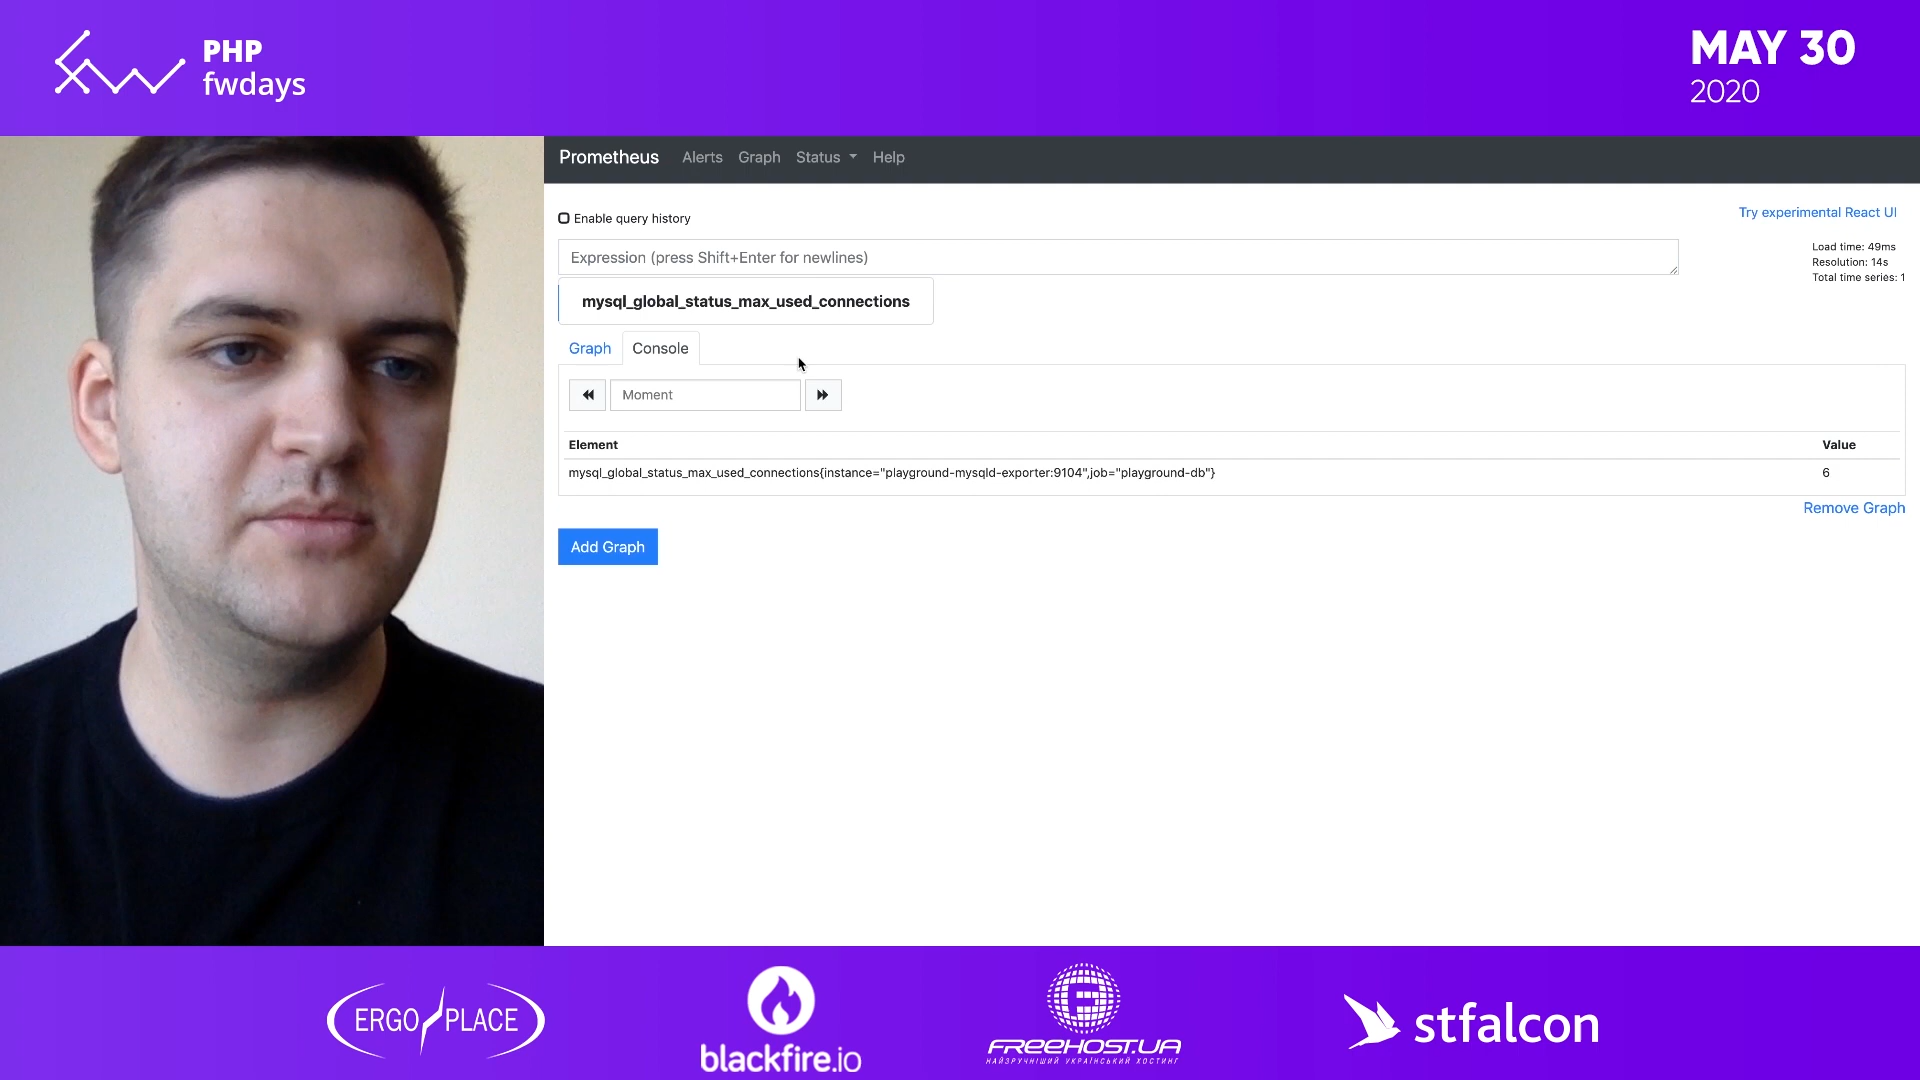 PHP
fwdays
MAY 30
2020
Prometheus Alerts Graph Status Help
Enable query history
Try experimental React UI
Expression (press Shift+Enter for newlines)
Load time: 49ms
Resolution: 14s
Total time series: 1
mysql_global_status_max_used_connections
Graph Console
Moment
Element Value
mysql_global_status_max_used_connections{instance="playground-mysqld-exporter:9104",job="playground-db"} 6
Remove Graph
Add Graph
ERGO PLACE
blackfire.io
FREEHOST.UA
НАЙЗРУЧНІШИЙ УКРАЇНСЬКИЙ ХОСТИНГ
stfalcon